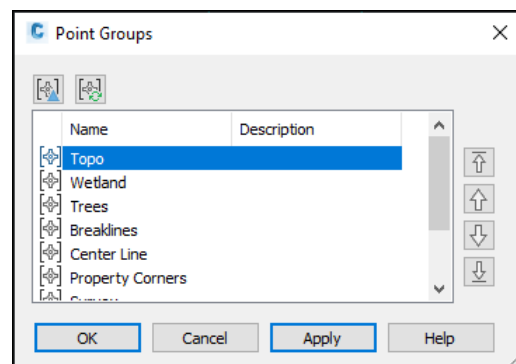 Point Groups
Name Description
Topo
Wetland
Trees
Breaklines
Center Line
Property Corners
OK Cancel Apply Help